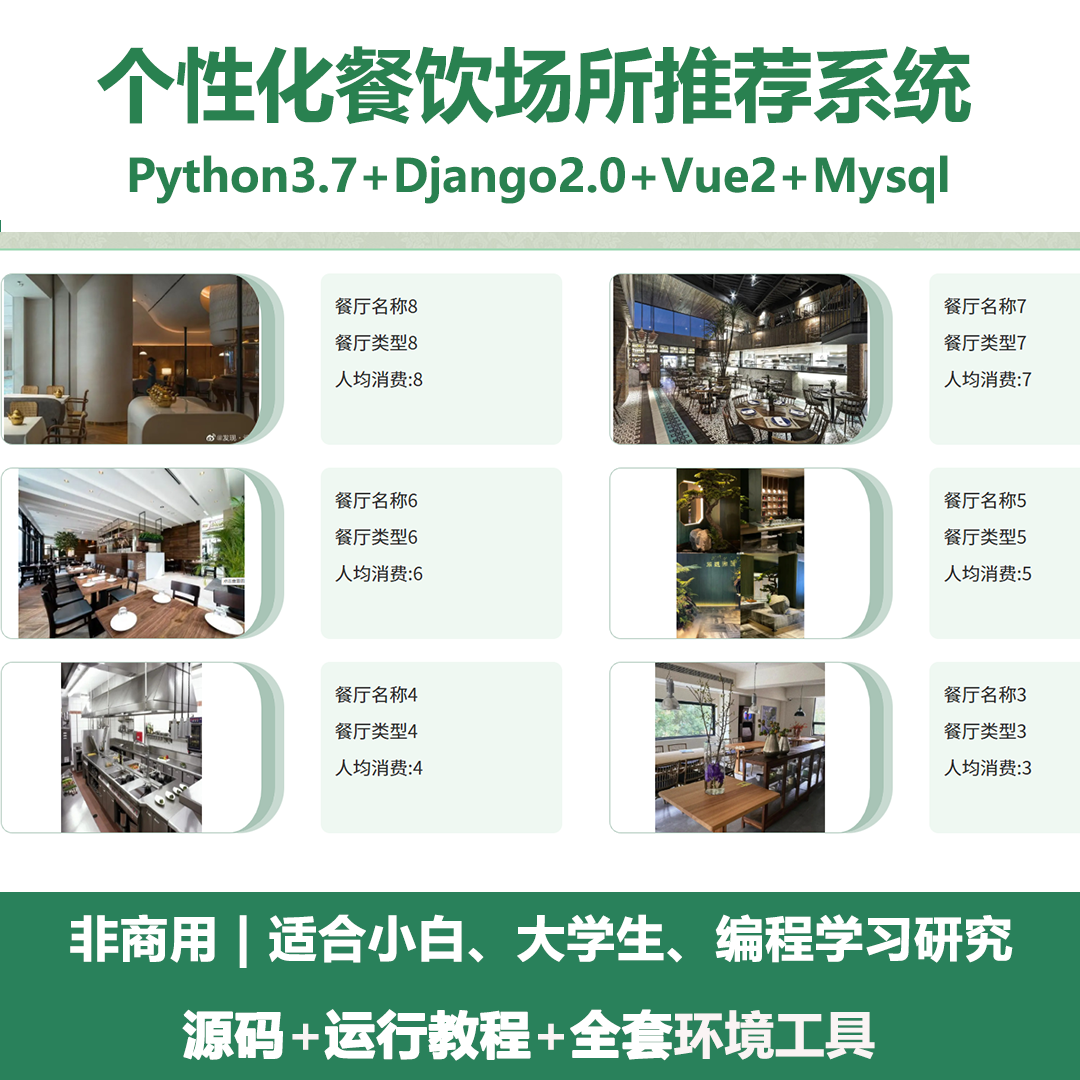 个性化餐饮场所推荐系统
Python3.7+Django2.0+Vue2+Mysql
餐厅名称8
餐厅类型8
人均消费:8
餐厅名称7
餐厅类型7
人均消费:7
餐厅名称6
餐厅类型6
人均消费:6
餐厅名称5
餐厅类型5
人均消费:5
餐厅名称4
餐厅类型4
人均消费:4
餐厅名称3
餐厅类型3
人均消费:3
非商用|适合小白、大学生、编程学习研究
源码+运行教程+全套环境工具